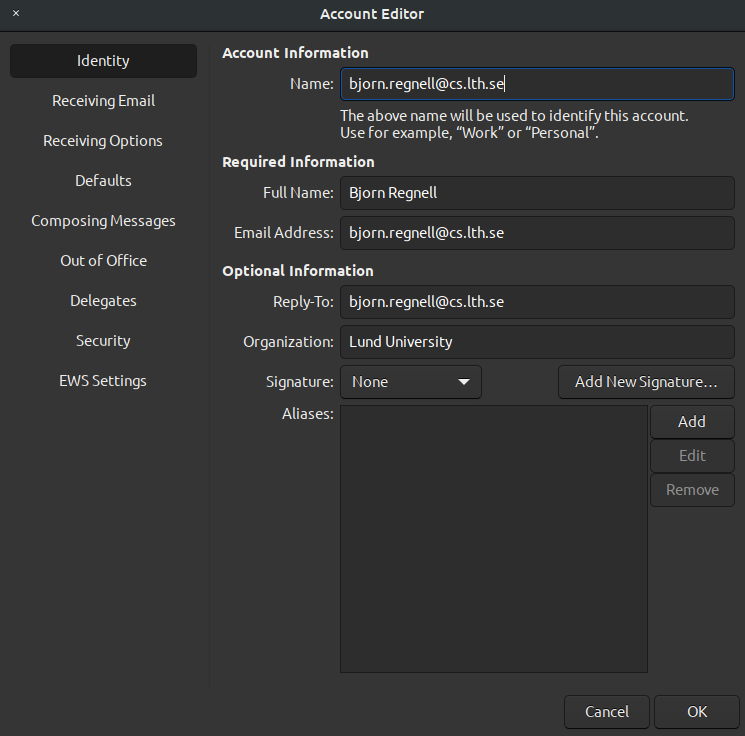 × Account Editor
Identity
Receiving Email
Receiving Options
Defaults
Composing Messages
Out of Office
Delegates
Security
EWS Settings
Account Information
Name: bjorn.regnell@cs.lth.se
The above name will be used to identify this account.
Use for example, “Work” or “Personal”.
Required Information
Full Name: Bjorn Regnell
Email Address: bjorn.regnell@cs.lth.se
Optional Information
Reply-To: bjorn.regnell@cs.lth.se
Organization: Lund University
Signature: None Add New Signature...
Aliases: Add
Edit
Remove
Cancel OK